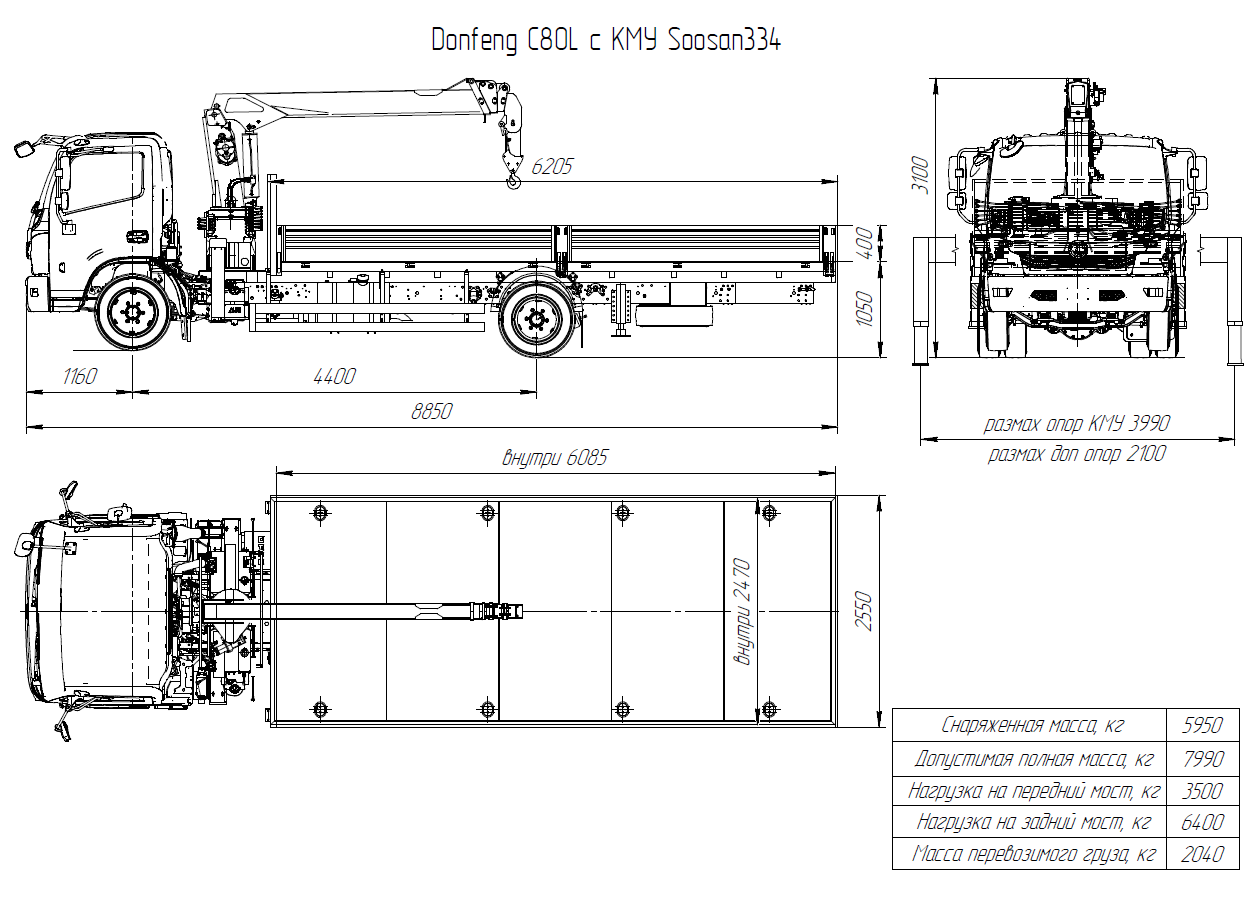 Donfeng C80L с КМУ Soosan334
6205
3100
400
1050
1160
4400
8850
размах опор КМУ 3990
размах доп опор 2100
внутри 6085
внутри 2470
2550
Снаряженная масса, кг 5950
Допустимая полная масса, кг 7990
Нагрузка на передний мост, кг 3500
Нагрузка на задний мост, кг 6400
Масса перевозимого груза, кг 2040